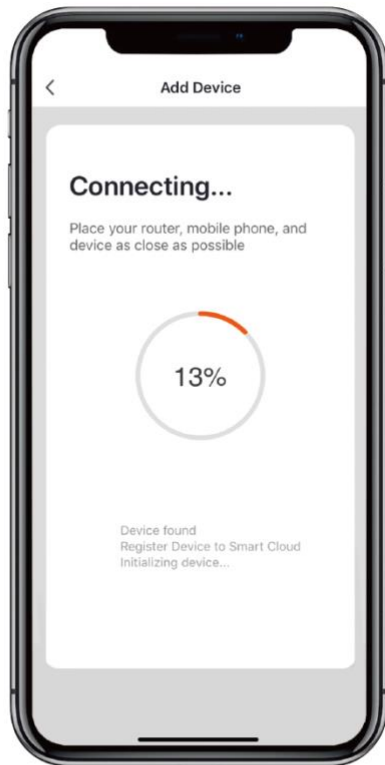 Add Device
Connecting...
Place your router, mobile phone, and
device as close as possible
13%
Device found
Register Device to Smart Cloud
Initializing device...